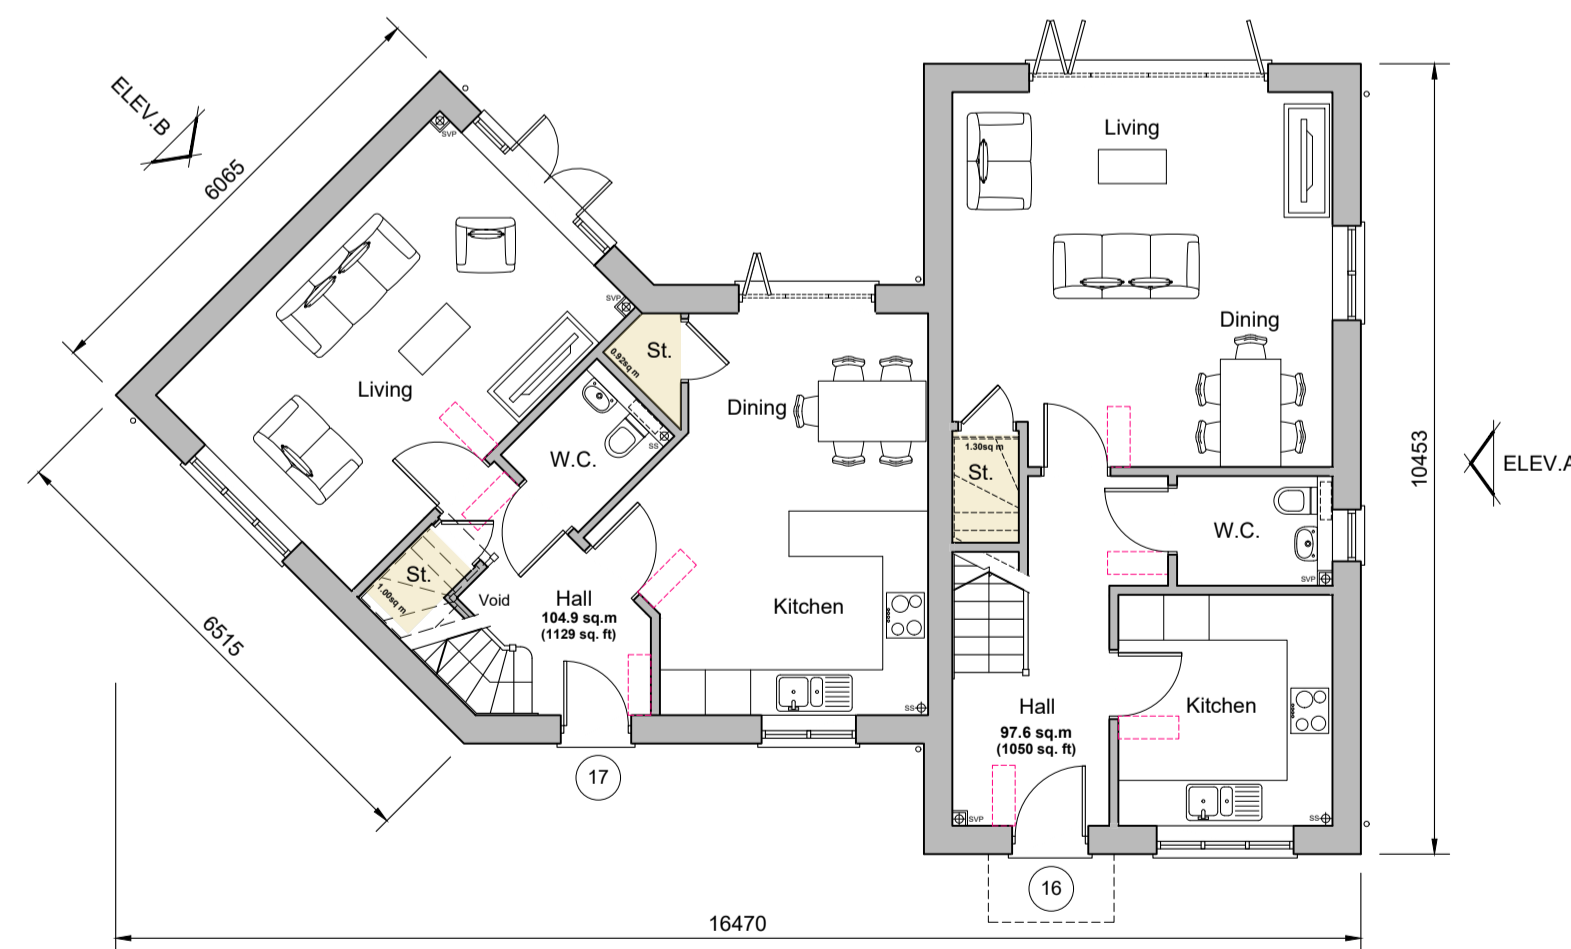 ELEV.B
6065
SVP
Living
SVP
St.
0.92sq m
Living
Dining
W.C.
SS
Dining
10453
ELEV.A
1.30sq m
St.
W.C.
SVP
St.
1.00sq m
Void
Hall
104.9 sq.m
(1129 sq. ft)
Kitchen
6515
SS
Hall
97.6 sq.m
(1050 sq. ft)
Kitchen
17
SVP
SS
16
16470